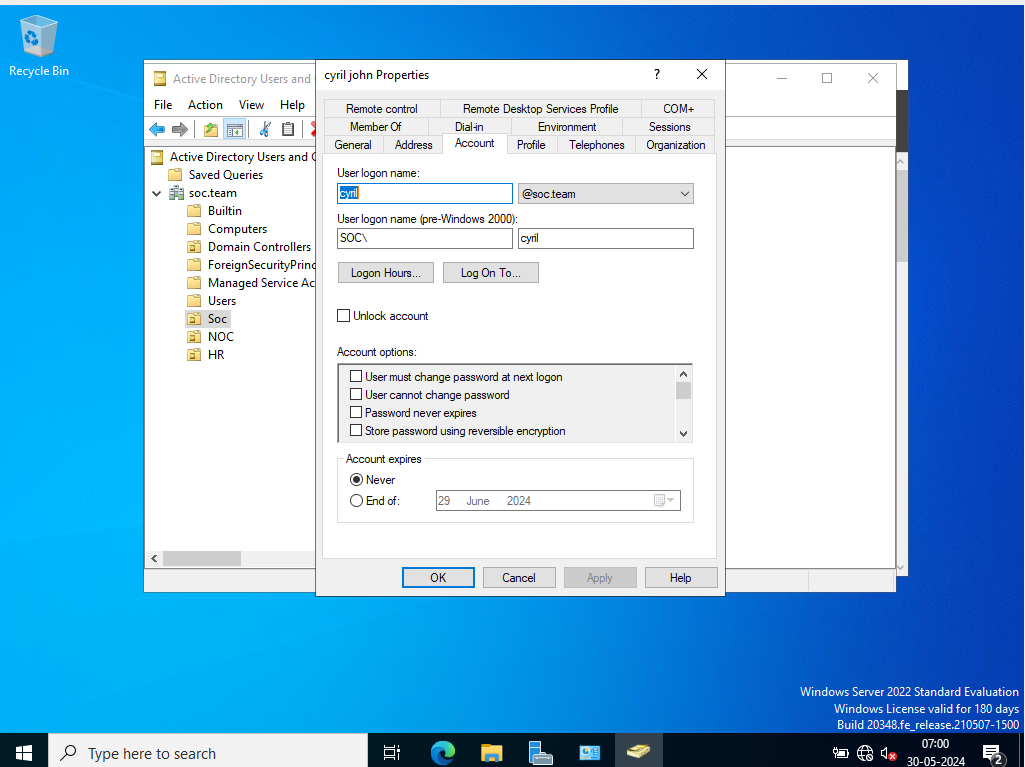 Recycle Bin
Active Directory Users and
File Action View Help
Active Directory Users and C
Saved Queries
soc.team
Builtin
Computers
Domain Controllers
ForeignSecurityPrinc
Managed Service Ac
Users
Soc
NOC
HR
cyril john Properties
?
Remote control Remote Desktop Services Profile COM+
Member Of Dial-in Environment Sessions
General Address Account Profile Telephones Organization
User logon name:
cyril @soc.team
User logon name (pre-Windows 2000):
SOC\ cyril
Logon Hours... Log On To...
Unlock account
Account options:
User must change password at next logon
User cannot change password
Password never expires
Store password using reversible encryption
Account expires
Never
End of: 29 June 2024
OK Cancel Apply Help
Windows Server 2022 Standard Evaluation
Windows License valid for 180 days
Build 20348.fe_release.210507-1500
Type here to search
07:00
30-05-2024
2